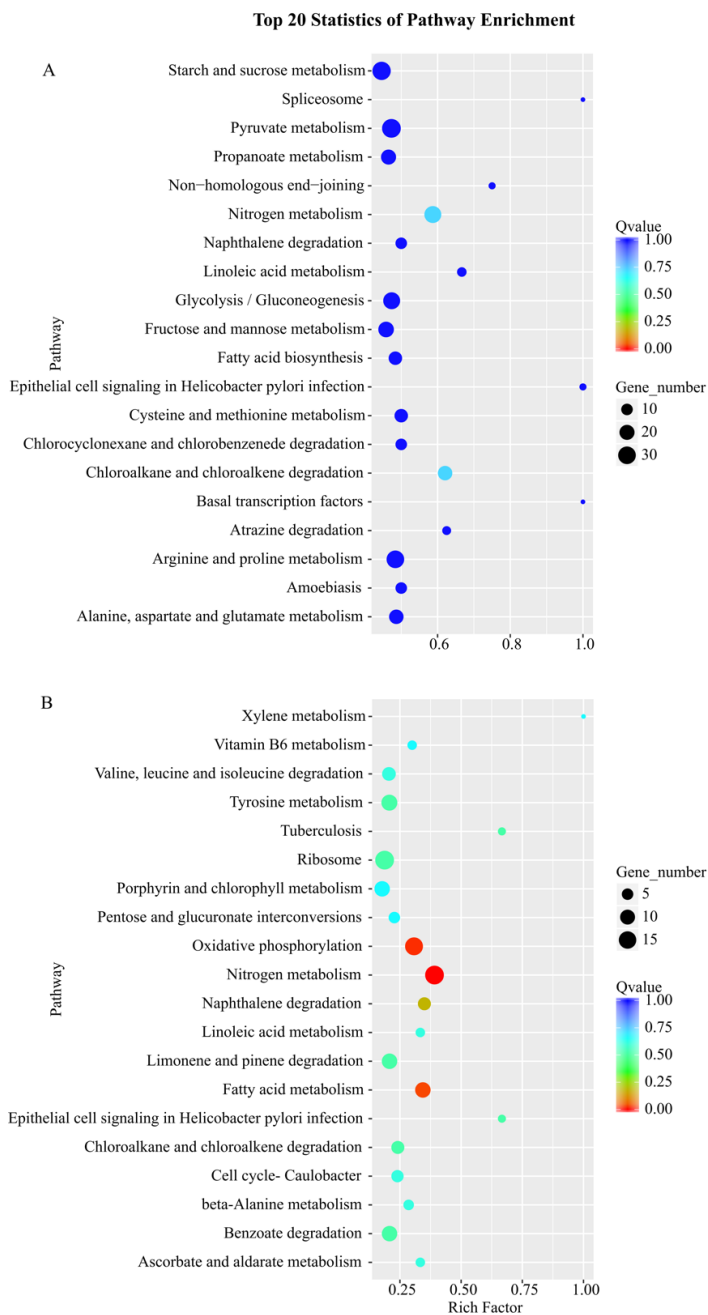 Top 20 Statistics of Pathway Enrichment
A
Starch and sucrose metabolism
Spliceosome
Pyruvate metabolism
Propanoate metabolism
Non−homologous end−joining
Nitrogen metabolism
Naphthalene degradation
Linoleic acid metabolism
Glycolysis / Gluconeogenesis
Fructose and mannose metabolism
Fatty acid biosynthesis
Epithelial cell signaling in Helicobacter pylori infection
Cysteine and methionine metabolism
Chlorocyclonexane and chlorobenzenede degradation
Chloroalkane and chloroalkene degradation
Basal transcription factors
Atrazine degradation
Arginine and proline metabolism
Amoebiasis
Alanine, aspartate and glutamate metabolism
Pathway
0.6 0.8 1.0
Qvalue
1.00
0.75
0.50
0.25
0.00
Gene_number
10
20
30
B
Xylene metabolism
Vitamin B6 metabolism
Valine, leucine and isoleucine degradation
Tyrosine metabolism
Tuberculosis
Ribosome
Porphyrin and chlorophyll metabolism
Pentose and glucuronate interconversions
Oxidative phosphorylation
Nitrogen metabolism
Naphthalene degradation
Linoleic acid metabolism
Limonene and pinene degradation
Fatty acid metabolism
Epithelial cell signaling in Helicobacter pylori infection
Chloroalkane and chloroalkene degradation
Cell cycle- Caulobacter
beta-Alanine metabolism
Benzoate degradation
Ascorbate and aldarate metabolism
Pathway
0.25 0.50 0.75 1.00
Rich Factor
Gene_number
5
10
15
Qvalue
1.00
0.75
0.50
0.25
0.00